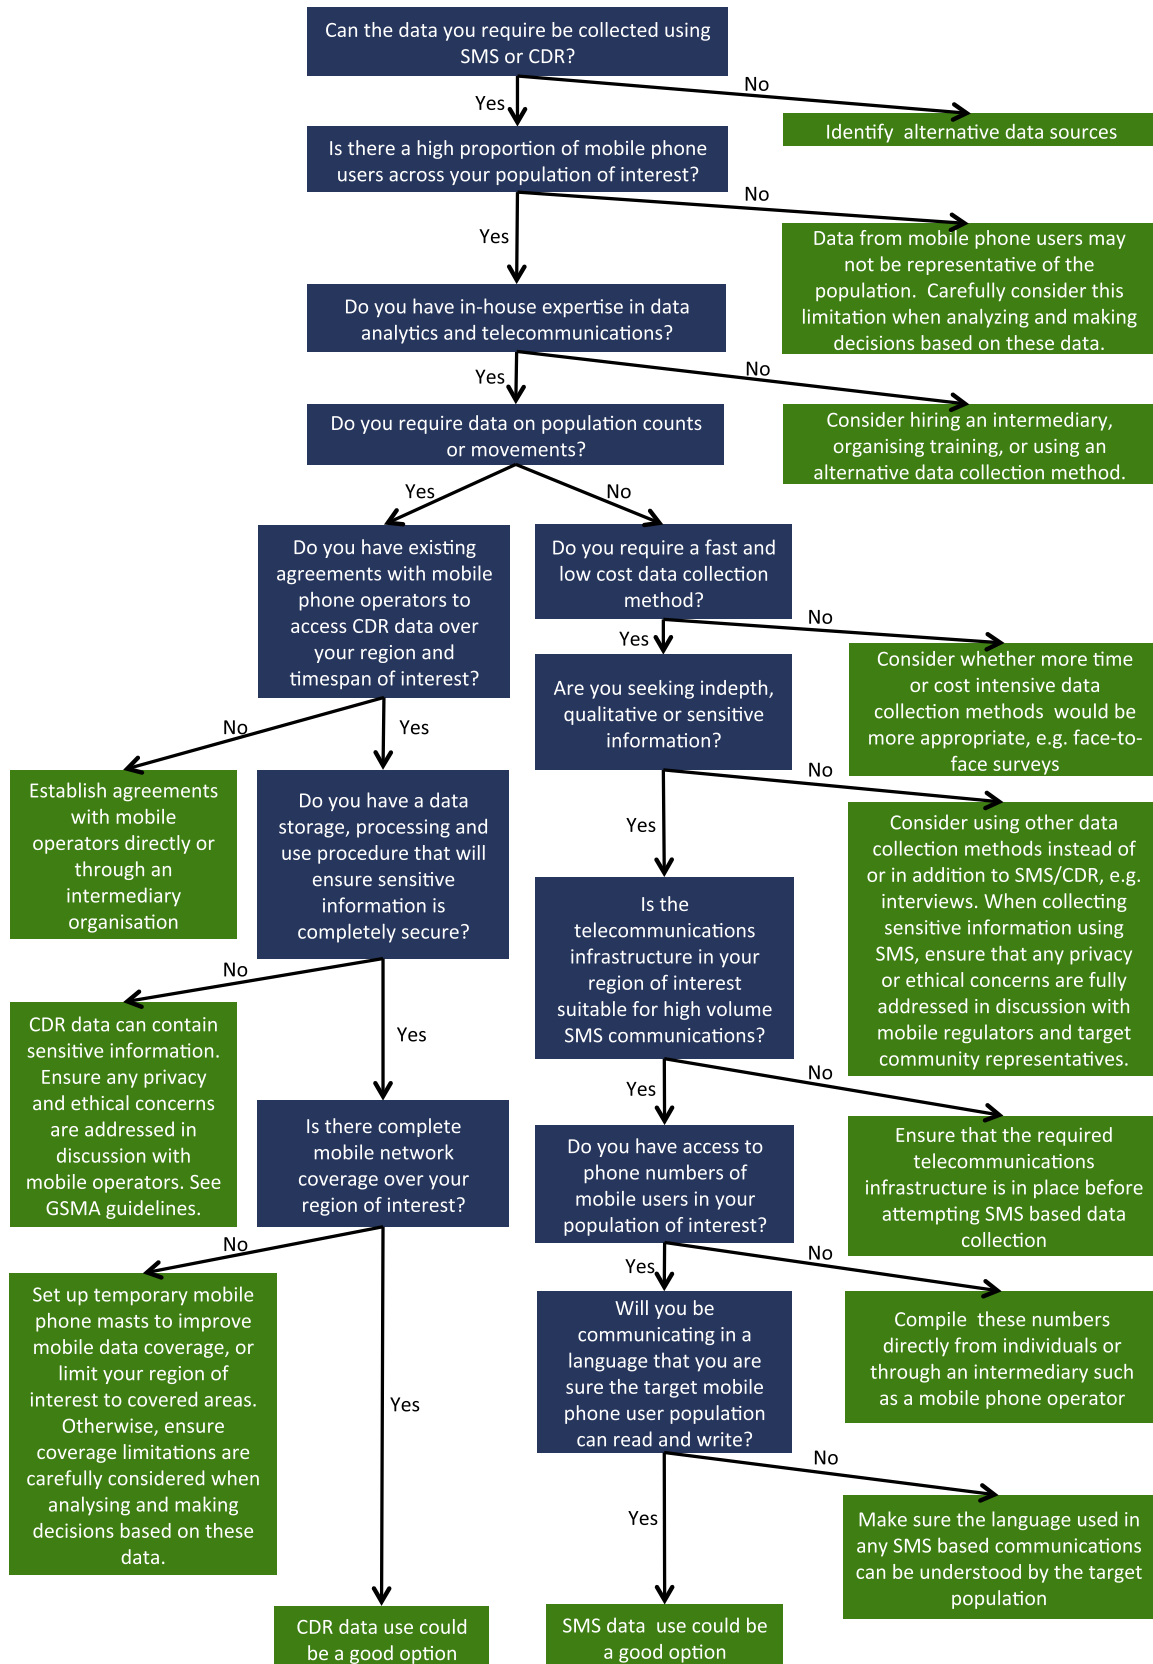 Can the data you require be collected using
SMS or CDR?
No
Yes
Identify  alternative data sources
Is there a high proportion of mobile phone
users across your population of interest?
No
Yes
Data from mobile phone users may
not be representative of the
population.  Carefully consider this
limitation when analyzing and making
decisions based on these data.
Do you have in-house expertise in data
analytics and telecommunications?
No
Yes
Consider hiring an intermediary,
organising training, or using an
alternative data collection method.
Do you require data on population counts
or movements?
Yes
No
Do you have existing
agreements with mobile
phone operators to
access CDR data over
your region and
timespan of interest?
Do you require a fast and
low cost data collection
method?
No
Yes
Consider whether more time
or cost intensive data
collection methods  would be
more appropriate, e.g. face-to-
face surveys
Are you seeking indepth,
qualitative or sensitive
information?
No
Yes
No
Yes
Establish agreements
with mobile
operators directly or
through an
intermediary
organisation
Do you have a data
storage, processing and
use procedure that will
ensure sensitive
information is
completely secure?
Consider using other data
collection methods instead of
or in addition to SMS/CDR, e.g.
interviews. When collecting
sensitive information using
SMS, ensure that any privacy
or ethical concerns are fully
addressed in discussion with
mobile regulators and target
community representatives.
Is the
telecommunications
infrastructure in your
region of interest
suitable for high volume
SMS communications?
No
Yes
No
Yes
CDR data can contain
sensitive information.
Ensure any privacy
and ethical concerns
are addressed in
discussion with
mobile operators. See
GSMA guidelines.
Is there complete
mobile network
coverage over your
region of interest?
Do you have access to
phone numbers of
mobile users in your
population of interest?
Ensure that the required
telecommunications
infrastructure is in place before
attempting SMS based data
collection
No
Yes
No
Yes
Set up temporary mobile
phone masts to improve
mobile data coverage, or
limit your region of
interest to covered areas.
Otherwise, ensure
coverage limitations are
carefully considered when
analysing and making
decisions based on these
data.
Will you be
communicating in a
language that you are
sure the target mobile
phone user population
can read and write?
Compile  these numbers
directly from individuals or
through an intermediary such
as a mobile phone operator
No
Yes
Make sure the language used in
any SMS based communications
can be understood by the target
population
CDR data use could
be a good option
SMS data  use could be
a good option